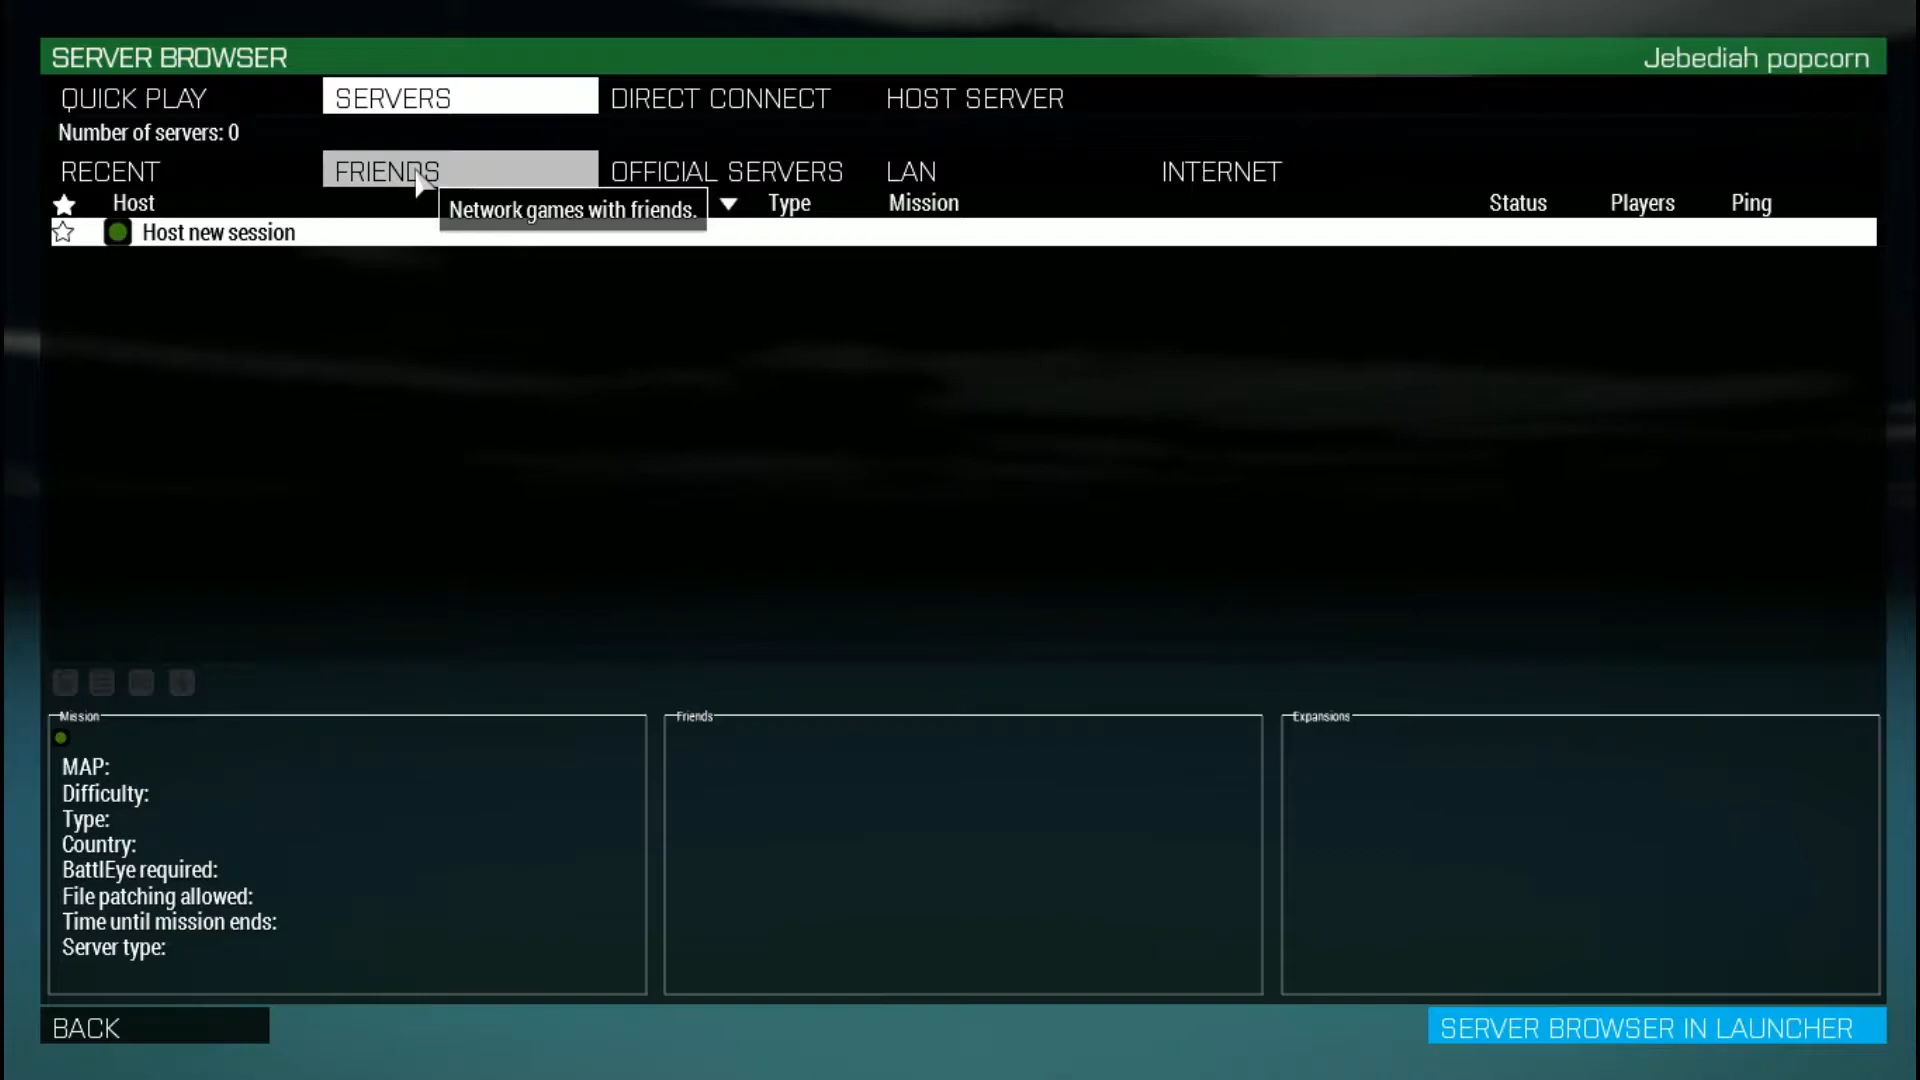 SERVER BROWSER Jebediah popcorn
QUICK PLAY SERVERS DIRECT CONNECT HOST SERVER
Number of servers: 0
RECENT FRIENDS OFFICIAL SERVERS LAN INTERNET
Host Type Mission Status Players Ping
Network games with friends.
Host new session
Mission
MAP:
Difficulty:
Type:
Country:
BattlEye required:
File patching allowed:
Time until mission ends:
Server type:
Friends
Expansions
BACK SERVER BROWSER IN LAUNCHER